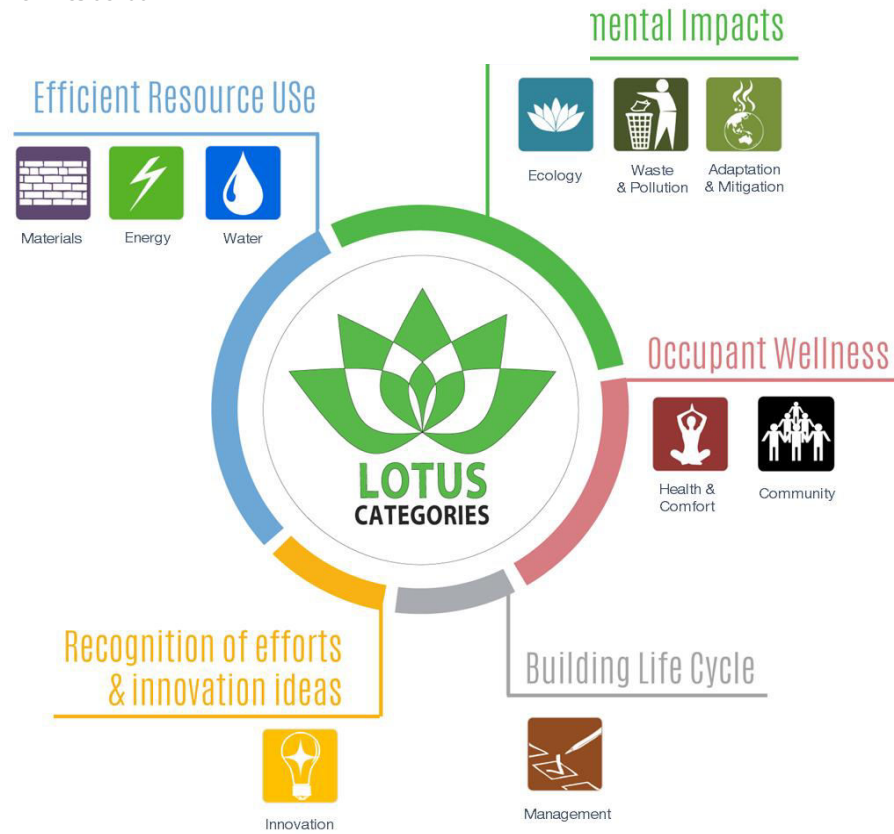 mental Impacts
Efficient Resource USe
Ecology
Waste
& Pollution
Adaptation
& Mitigation
Materials
Energy
Water
Occupant Wellness
Health &
Comfort
Community
LOTUS
CATEGORIES
Recognition of efforts
& innovation ideas
Building Life Cycle
Innovation
Management